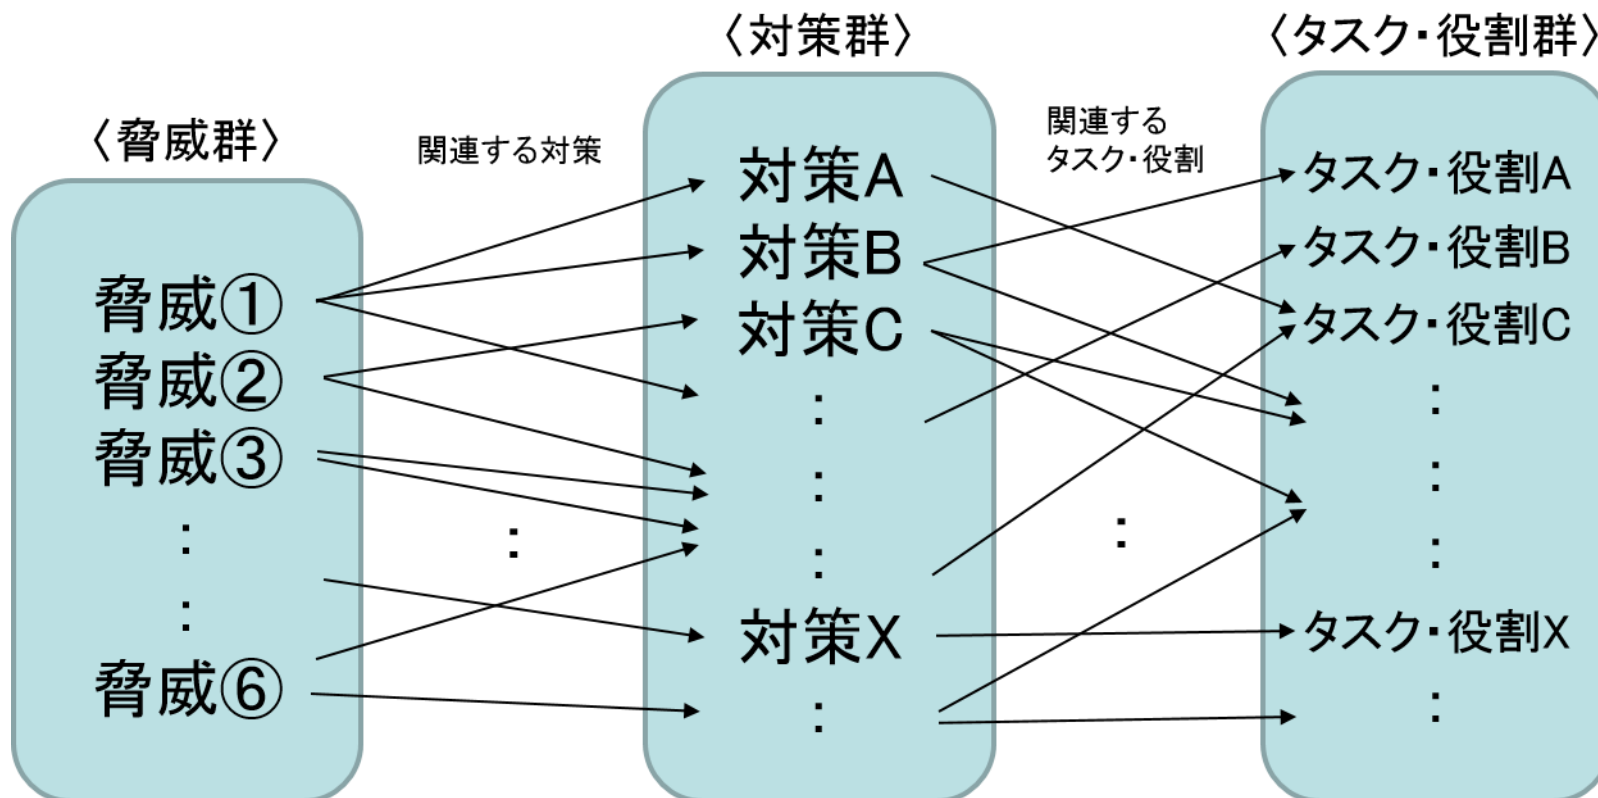 〈脅威群〉
脅威①
脅威②
脅威③
:
:
脅威⑥
関連する対策
:
〈対策群〉
対策A
対策B
対策C
:
:
:
対策X
:
関連する
タスク・役割
:
〈タスク・役割群〉
タスク・役割A
タスク・役割B
タスク・役割C
:
:
:
タスク・役割X
: